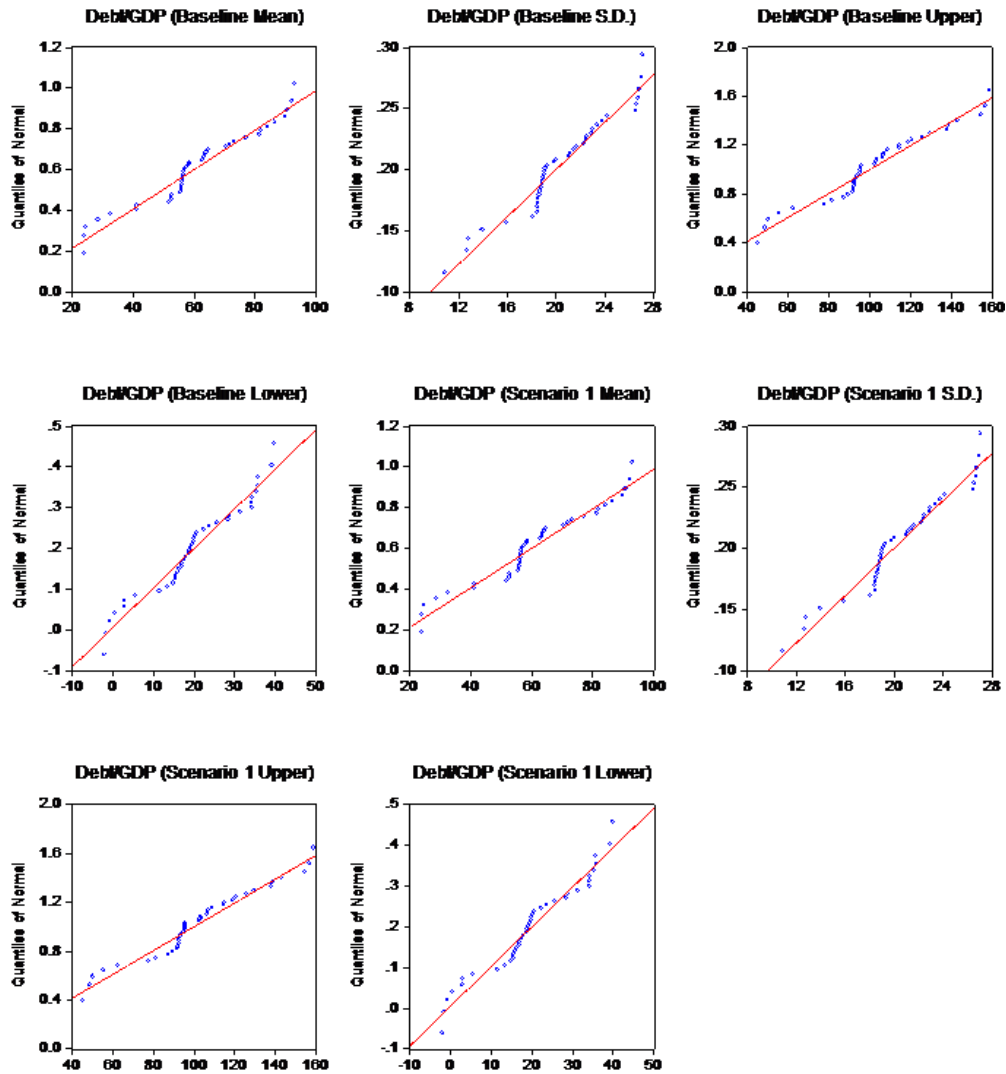 Debt/GDP (Baseline Mean)
Debt/GDP (Baseline S.D.)
Debt/GDP (Baseline Upper)
Quantiles of Normal
1.2
1.0
0.8
0.6
0.4
0.2
0.0
20 40 60 80 100
Quantiles of Normal
.30
.25
.20
.15
.10
8 12 16 20 24 28
Quantiles of Normal
2.0
1.6
1.2
0.8
0.4
0.0
40 60 80 100 120 140 160
Debt/GDP (Baseline Lower)
Debt/GDP (Scenario 1 Mean)
Debt/GDP (Scenario 1 S.D.)
Quantiles of Normal
.5
.4
.3
.2
.1
.0
-.1
-10 0 10 20 30 40 50
Quantiles of Normal
1.2
1.0
0.8
0.6
0.4
0.2
0.0
20 40 60 80 100
Quantiles of Normal
.30
.25
.20
.15
.10
8 12 16 20 24 28
Debt/GDP (Scenario 1 Upper)
Debt/GDP (Scenario 1 Lower)
Quantiles of Normal
2.0
1.6
1.2
0.8
0.4
0.0
40 60 80 100 120 140 160
Quantiles of Normal
.5
.4
.3
.2
.1
.0
-.1
-10 0 10 20 30 40 50